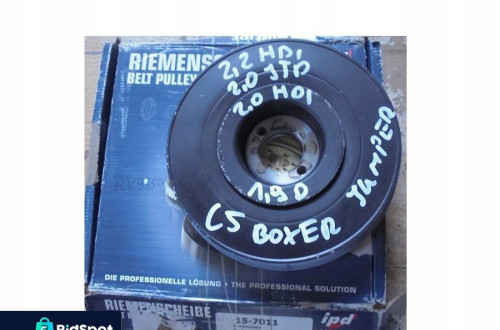 RIEMENSCHE
BELT PULLEY
2,2 HDI
2,0 JTD
2.0 HDI
1,9 D
C5 BOXER JUMPER
DIE PROFESSIONELLE LÖSUNG - THE PROFESSIONAL SOLUTION
RIEMENSCHEIBE
15-7011
ipd
BidSpot